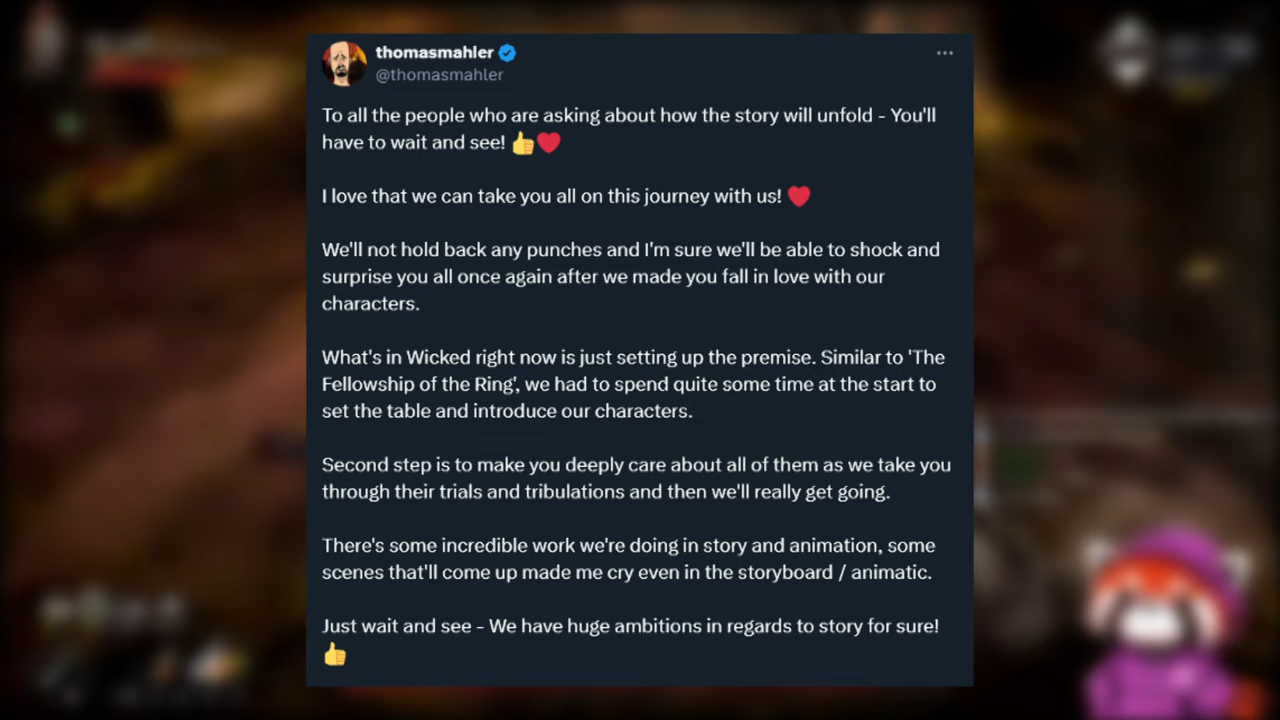 thomasmahler
@thomasmahler
To all the people who are asking about how the story will unfold - You'll
have to wait and see! 👍❤️
I love that we can take you all on this journey with us! ❤️
We'll not hold back any punches and I'm sure we'll be able to shock and
surprise you all once again after we made you fall in love with our
characters.
What's in Wicked right now is just setting up the premise. Similar to 'The
Fellowship of the Ring', we had to spend quite some time at the start to
set the table and introduce our characters.
Second step is to make you deeply care about all of them as we take you
through their trials and tribulations and then we'll really get going.
There's some incredible work we're doing in story and animation, some
scenes that'll come up made me cry even in the storyboard / animatic.
Just wait and see - We have huge ambitions in regards to story for sure!
👍